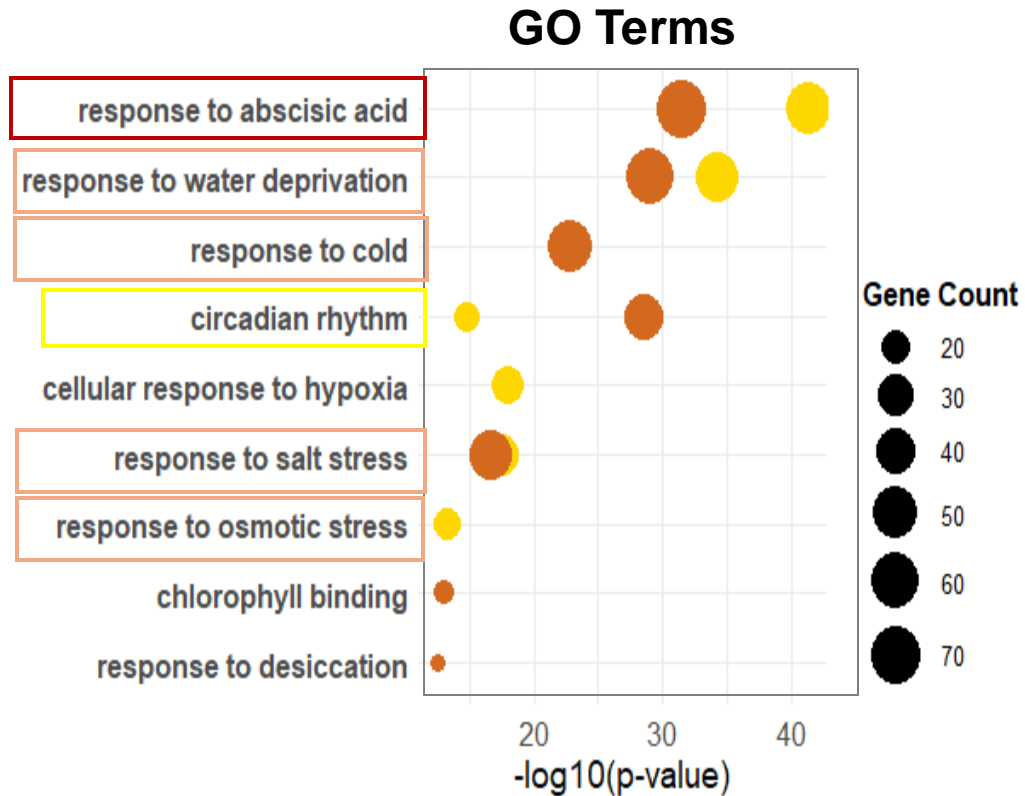 GO Terms
response to abscisic acid
response to water deprivation
response to cold
circadian rhythm
cellular response to hypoxia
response to salt stress
response to osmotic stress
chlorophyll binding
response to desiccation
20 30 40
-log10(p-value)
Gene Count
20
30
40
50
60
70